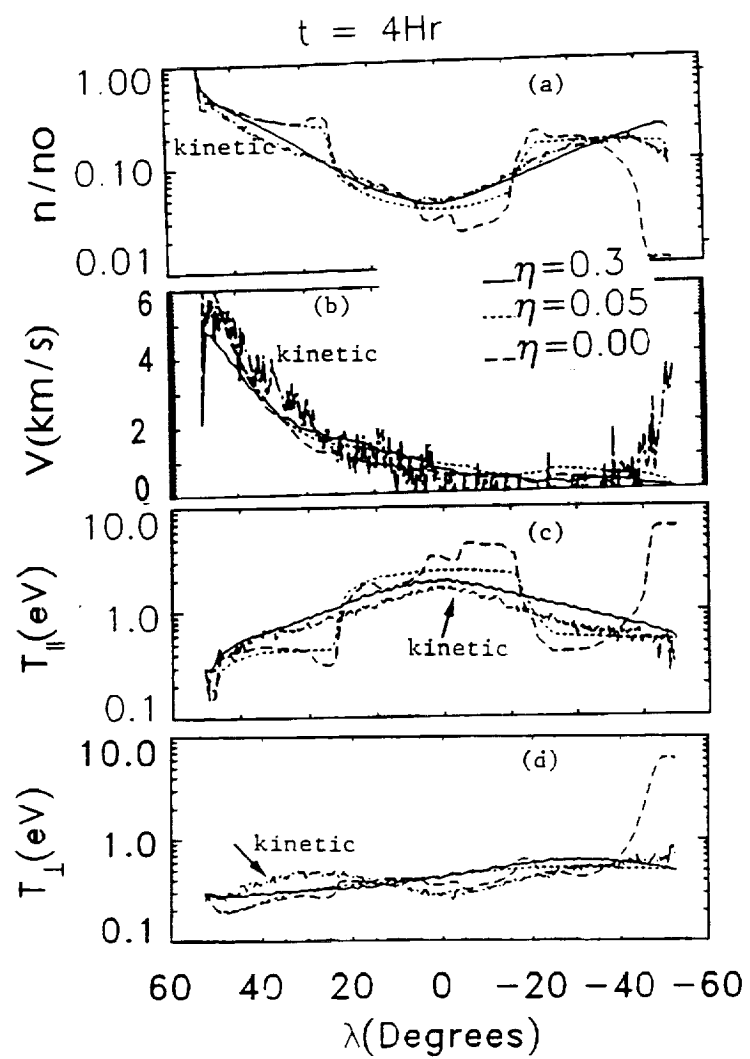 t = 4Hr
n/no
1.00
0.10
0.01
(a)
kinetic
η=0.3
η=0.05
η=0.00
V(km/s)
6
4
2
0
(b)
kinetic
T∥(eV)
10.0
1.0
0.1
(c)
kinetic
T⊥(eV)
10.0
1.0
0.1
(d)
kinetic
60 40 20 0 −20 −40 −60
λ(Degrees)